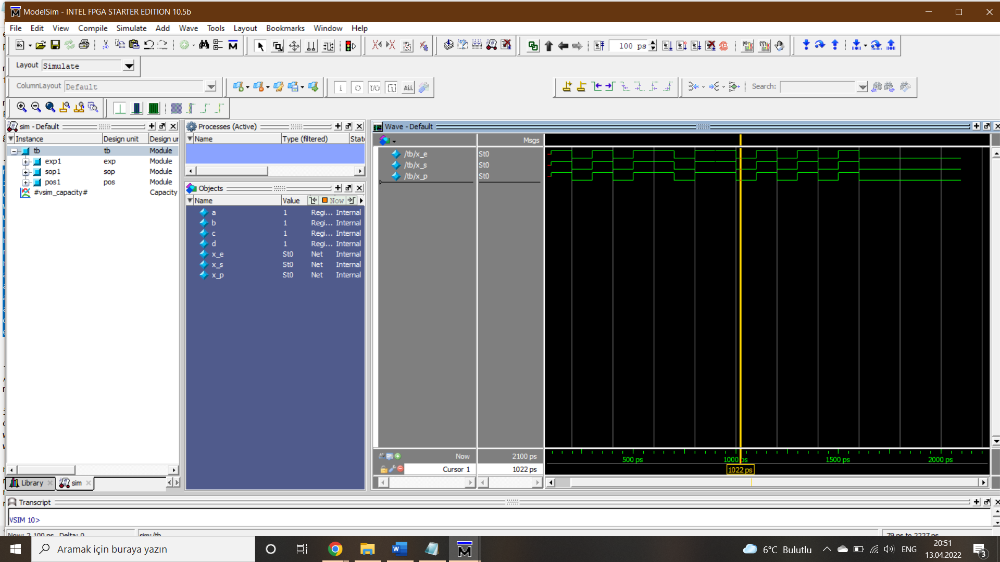 ModelSim - INTEL FPGA STARTER EDITION 10.5b
File Edit View Compile Simulate Add Wave Tools Layout Bookmarks Window Help
100 ps
Layout Simulate
ColumnLayout Default
Search:
sim - Default
Instance Design unit Design ur
tb tb Module
exp1 exp Module
sop1 sop Module
pos1 pos Module
#vsim_capacity# Capacity
Library sim
Processes (Active)
Name Type (filtered) Stat
Objects
Name Value Now
a 1 Regi... Internal
b 1 Regi... Internal
c 1 Regi... Internal
d 1 Regi... Internal
x_e St0 Net Internal
x_s St0 Net Internal
x_p St0 Net Internal
Wave - Default
Msgs
/tb/x_e St0
/tb/x_s St0
/tb/x_p St0
Now 2100 ps
500 ps 1000 ps 1500 ps 2000 ps
Cursor 1 1022 ps
1022 ps
Transcript
VSIM 10>
Now: 2,100 ps Delta: 0 sim:/tb 79 ps to 2227 ps
Aramak için buraya yazın
6°C Bulutlu
ENG
20:51
13.04.2022
3